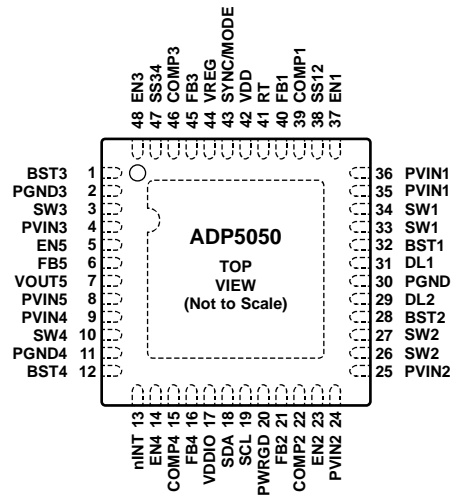 48 EN3
47 SS34
46 COMP3
45 FB3
44 VREG
43 SYNC/MODE
42 VDD
41 RT
40 FB1
39 COMP1
38 SS12
37 EN1
BST3 1
PGND3 2
SW3 3
PVIN3 4
EN5 5
FB5 6
VOUT5 7
PVIN5 8
PVIN4 9
SW4 10
PGND4 11
BST4 12
ADP5050
TOP
VIEW
(Not to Scale)
36 PVIN1
35 PVIN1
34 SW1
33 SW1
32 BST1
31 DL1
30 PGND
29 DL2
28 BST2
27 SW2
26 SW2
25 PVIN2
nINT 13
EN4 14
COMP4 15
FB4 16
VDDIO 17
SDA 18
SCL 19
PWRGD 20
FB2 21
COMP2 22
EN2 23
PVIN2 24